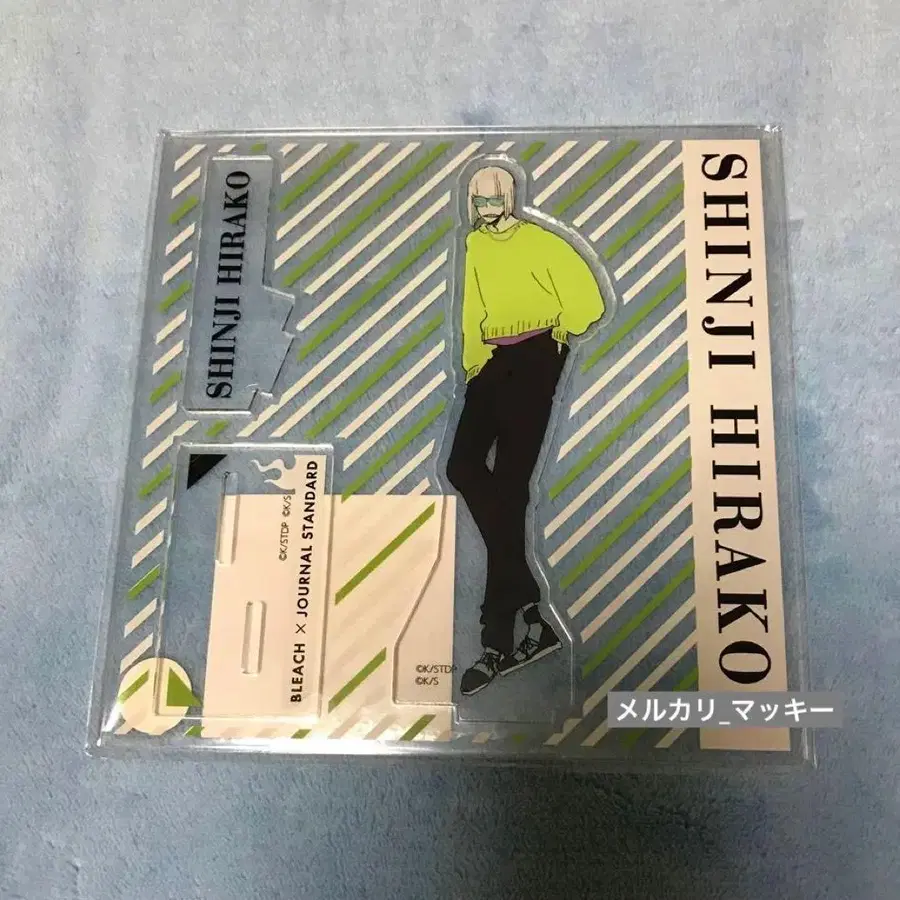 SHINJI HIRAKO
SHINJI HIRAKO
BLEACH × JOURNAL STANDARD
©K/STDP ©K/S
©K/STDP
©K/S
メルカリ_マッキー